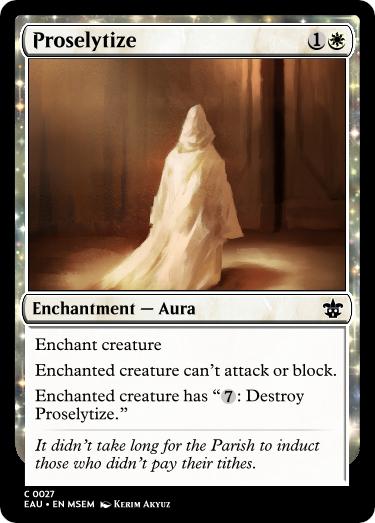 Proselytize 1
Enchantment — Aura
Enchant creature
Enchanted creature can't attack or block.
Enchanted creature has “7: Destroy
Proselytize.”
It didn't take long for the Parish to induct
those who didn't pay their tithes.
C 0027
EAU • EN MSEM Kerim Akyuz